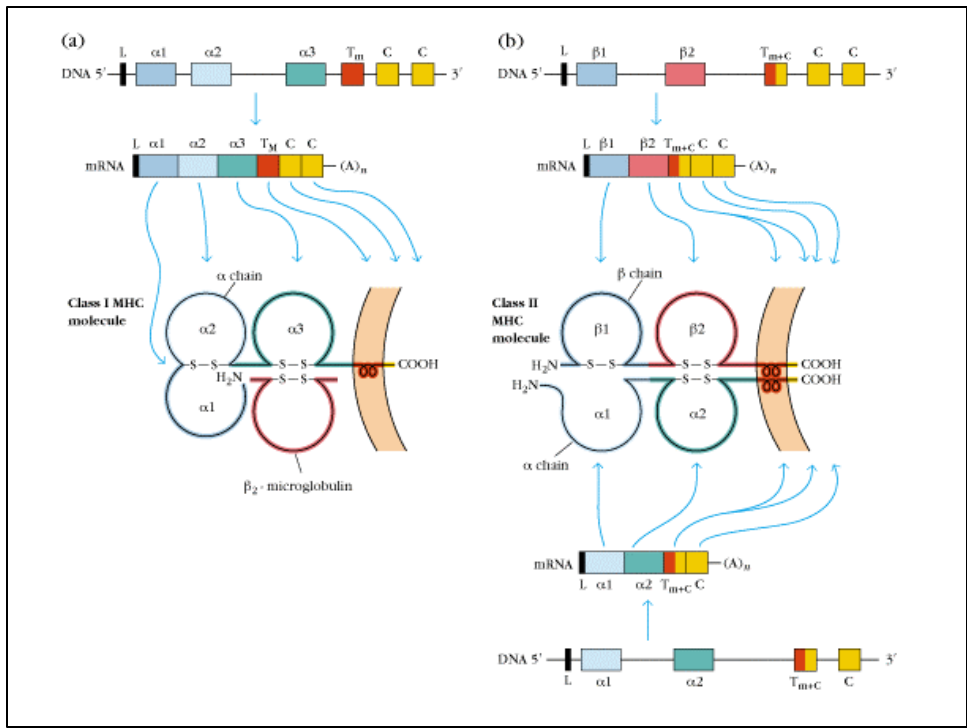 (a)
L α1 α2 α3 Tm C C
DNA 5′ 3′
L α1 α2 α3 TM C C
mRNA (A)n
α chain
Class I MHC
molecule
α2 α3
S–S S–S COOH
H2N S–S
α1
β2 - microglobulin
(b)
L β1 β2 Tm+C C C
DNA 5′ 3′
L β1 β2 Tm+C C C
mRNA (A)n
β chain
Class II
MHC
molecule
β1 β2
H2N S–S S–S COOH
H2N S–S COOH
α1 α2
α chain
mRNA (A)n
L α1 α2 Tm+C C
DNA 5′ 3′
L α1 α2 Tm+C C